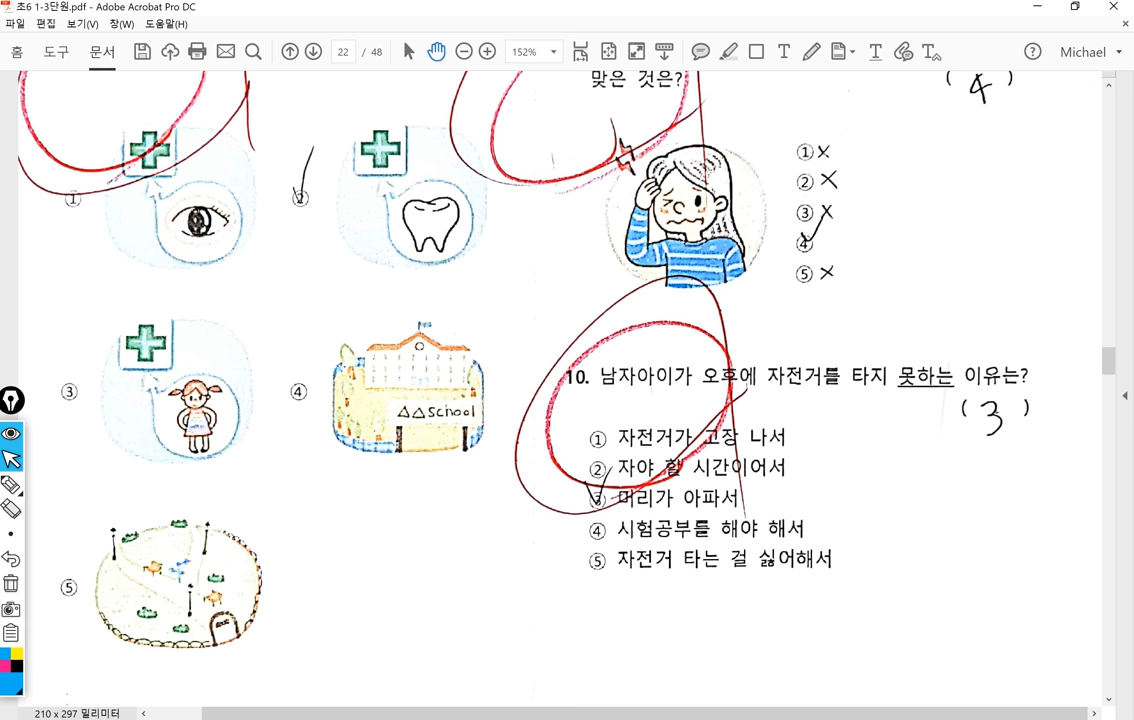 초6 1-3단원.pdf - Adobe Acrobat Pro DC
파일 편집 보기(V) 창(W) 도움말(H)
홈 도구 문서 22 / 48 152% Michael
맞은 것은?
( 4 )
①
②
① x
② x
③ x
④
⑤ x
③
④
△△School
10. 남자아이가 오후에 자전거를 타지 못하는 이유는?
( 3 )
① 자전거가 고장 나서
② 자야 할 시간이어서
③ 머리가 아파서
④ 시험공부를 해야 해서
⑤ 자전거 타는 걸 싫어해서
⑤
210 x 297 밀리미터